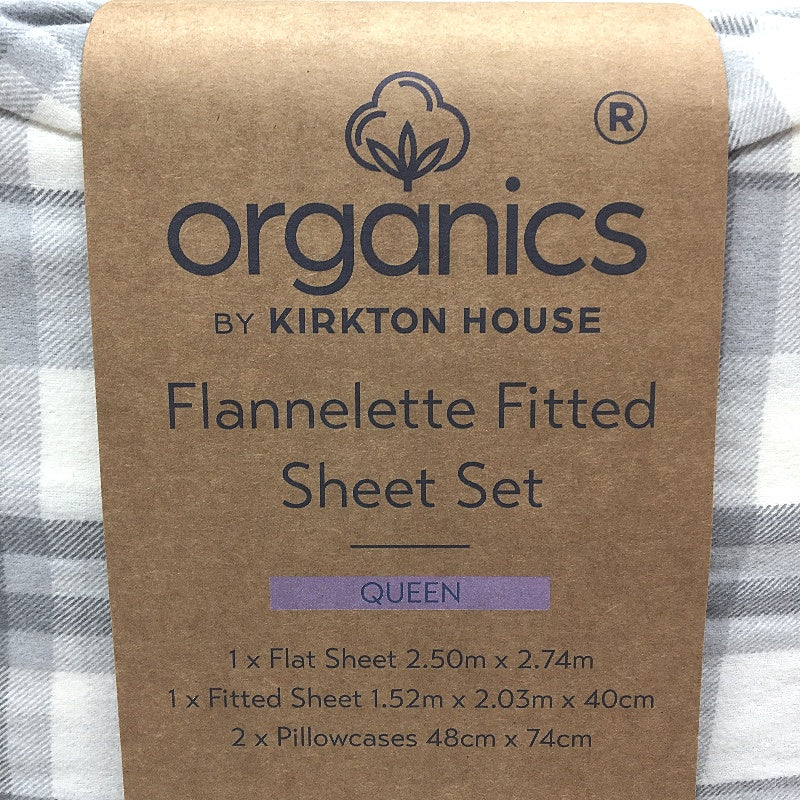 ®
organics
BY KIRKTON HOUSE
Flannelette Fitted
Sheet Set
QUEEN
1 x Flat Sheet 2.50m x 2.74m
1 x Fitted Sheet 1.52m x 2.03m x 40cm
2 x Pillowcases 48cm x 74cm